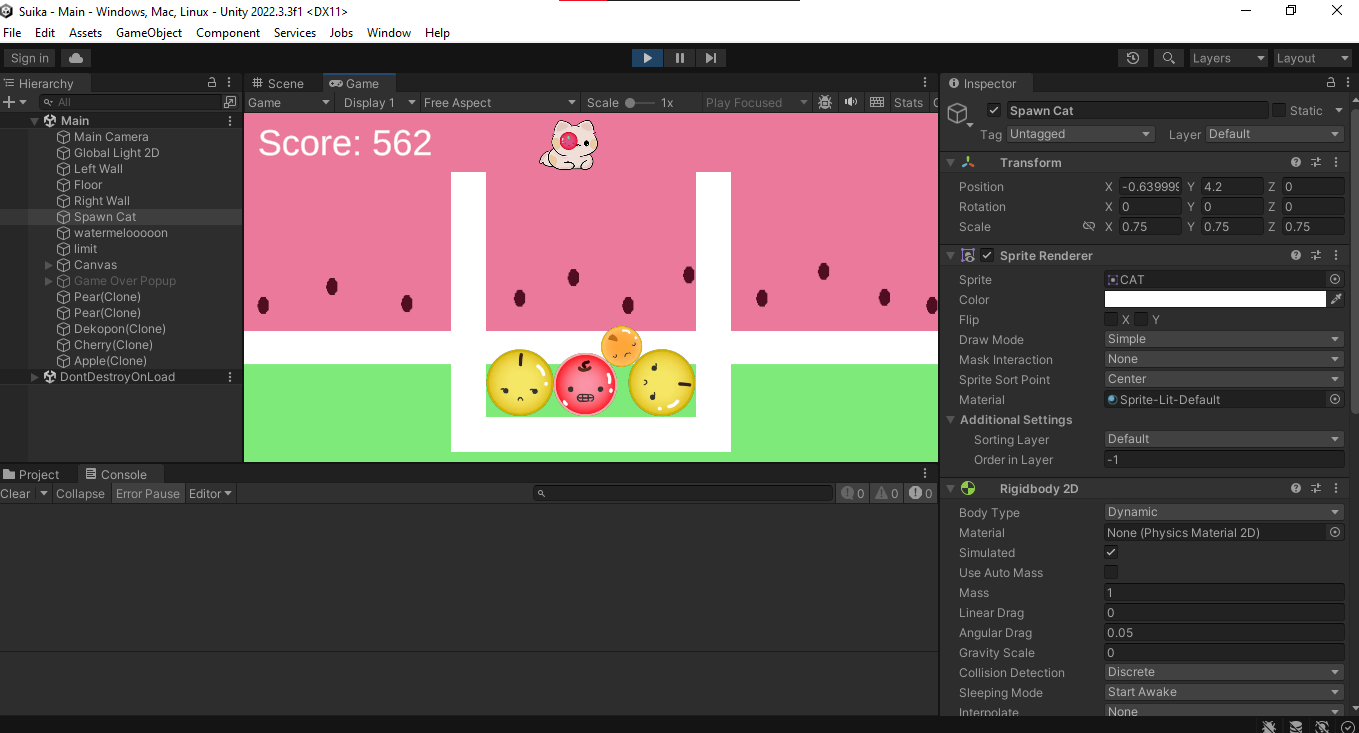 Suika - Main - Windows, Mac, Linux - Unity 2022.3.3f1 <DX11>
File Edit Assets GameObject Component Services Jobs Window Help
Sign in
Layers
Layout
Hierarchy
All
Main
Main Camera
Global Light 2D
Left Wall
Floor
Right Wall
Spawn Cat
watermelooooon
limit
Canvas
Game Over Popup
Pear(Clone)
Pear(Clone)
Dekopon(Clone)
Cherry(Clone)
Apple(Clone)
DontDestroyOnLoad
Scene Game
Game Display 1 Free Aspect Scale 1x Play Focused Stats
Score: 562
Project Console
Clear Collapse Error Pause Editor
0 0 0
Inspector
Spawn Cat Static
Tag Untagged Layer Default
Transform
Position X -0.639999 Y 4.2 Z 0
Rotation X 0 Y 0 Z 0
Scale X 0.75 Y 0.75 Z 0.75
Sprite Renderer
Sprite CAT
Color
Flip X Y
Draw Mode Simple
Mask Interaction None
Sprite Sort Point Center
Material Sprite-Lit-Default
Additional Settings
Sorting Layer Default
Order in Layer -1
Rigidbody 2D
Body Type Dynamic
Material None (Physics Material 2D)
Simulated
Use Auto Mass
Mass 1
Linear Drag 0
Angular Drag 0.05
Gravity Scale 0
Collision Detection Discrete
Sleeping Mode Start Awake
Interpolate None